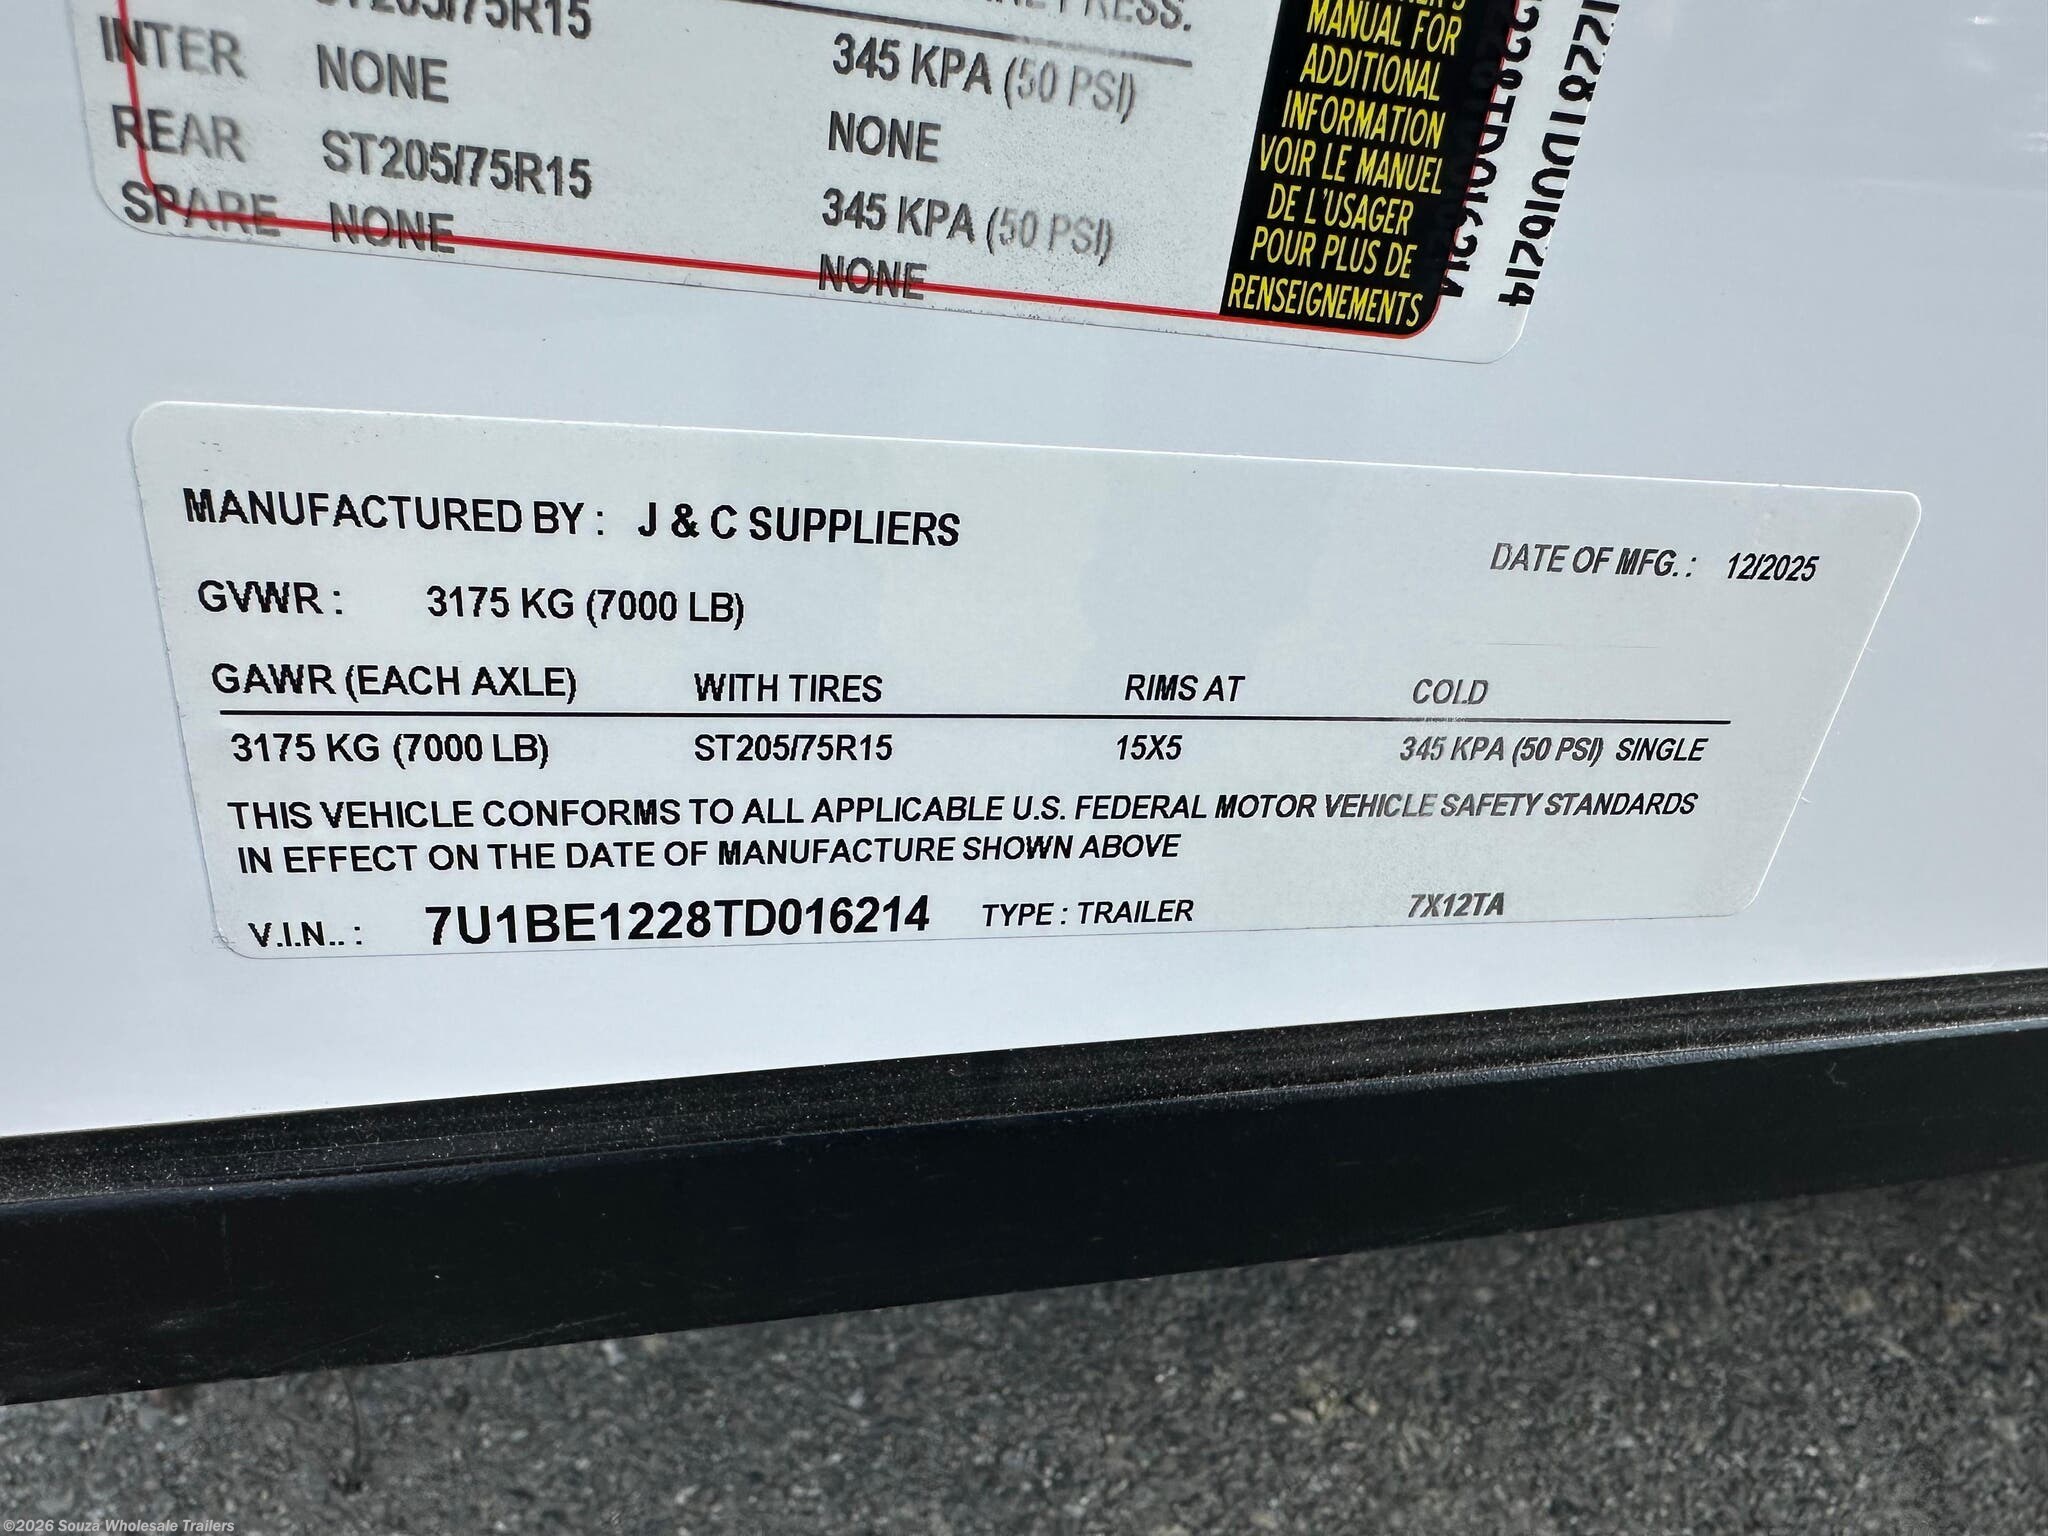 ST205/75R15
PRESS.
345 KPA (50 PSI)
INTER NONE NONE
REAR ST205/75R15 345 KPA (50 PSI)
SPARE NONE NONE
MANUAL FOR
ADDITIONAL
INFORMATION
VOIR LE MANUEL
DE L'USAGER
POUR PLUS DE
RENSEIGNEMENTS
1228TD016214
MANUFACTURED BY : J & C SUPPLIERS
DATE OF MFG. : 12/2025
GVWR : 3175 KG (7000 LB)
GAWR (EACH AXLE) WITH TIRES RIMS AT COLD
3175 KG (7000 LB) ST205/75R15 15X5 345 KPA (50 PSI) SINGLE
THIS VEHICLE CONFORMS TO ALL APPLICABLE U.S. FEDERAL MOTOR VEHICLE SAFETY STANDARDS
IN EFFECT ON THE DATE OF MANUFACTURE SHOWN ABOVE
V.I.N.. : 7U1BE1228TD016214 TYPE : TRAILER 7X12TA
©2026 Souza Wholesale Trailers